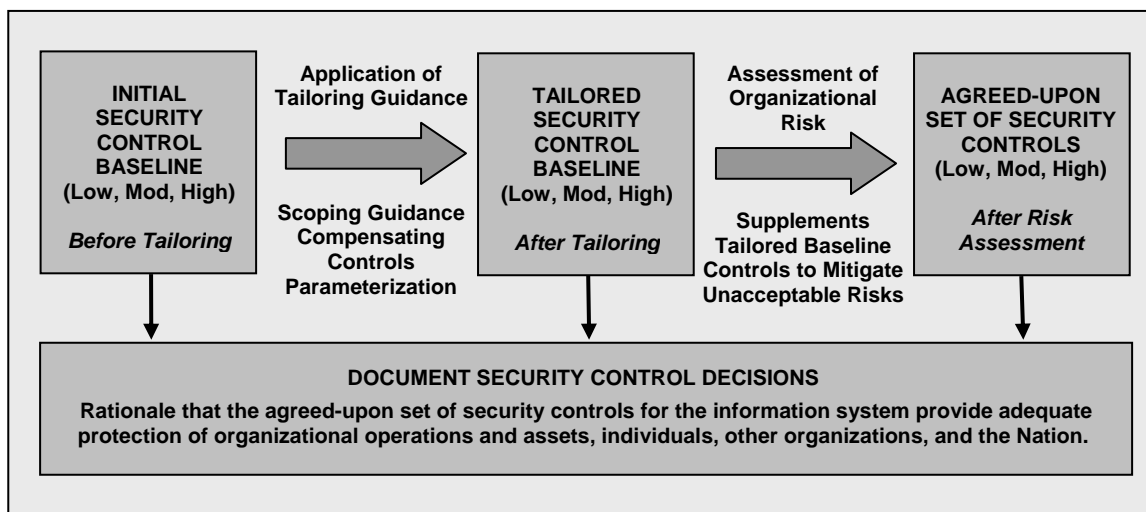 INITIAL
SECURITY
CONTROL
BASELINE
(Low, Mod, High)
Before Tailoring
Application of
Tailoring Guidance
Scoping Guidance
Compensating
Controls
Parameterization
TAILORED
SECURITY
CONTROL
BASELINE
(Low, Mod, High)
After Tailoring
Assessment of
Organizational
Risk
Supplements
Tailored Baseline
Controls to Mitigate
Unacceptable Risks
AGREED-UPON
SET OF SECURITY
CONTROLS
(Low, Mod, High)
After Risk
Assessment
DOCUMENT SECURITY CONTROL DECISIONS
Rationale that the agreed-upon set of security controls for the information system provide adequate
protection of organizational operations and assets, individuals, other organizations, and the Nation.